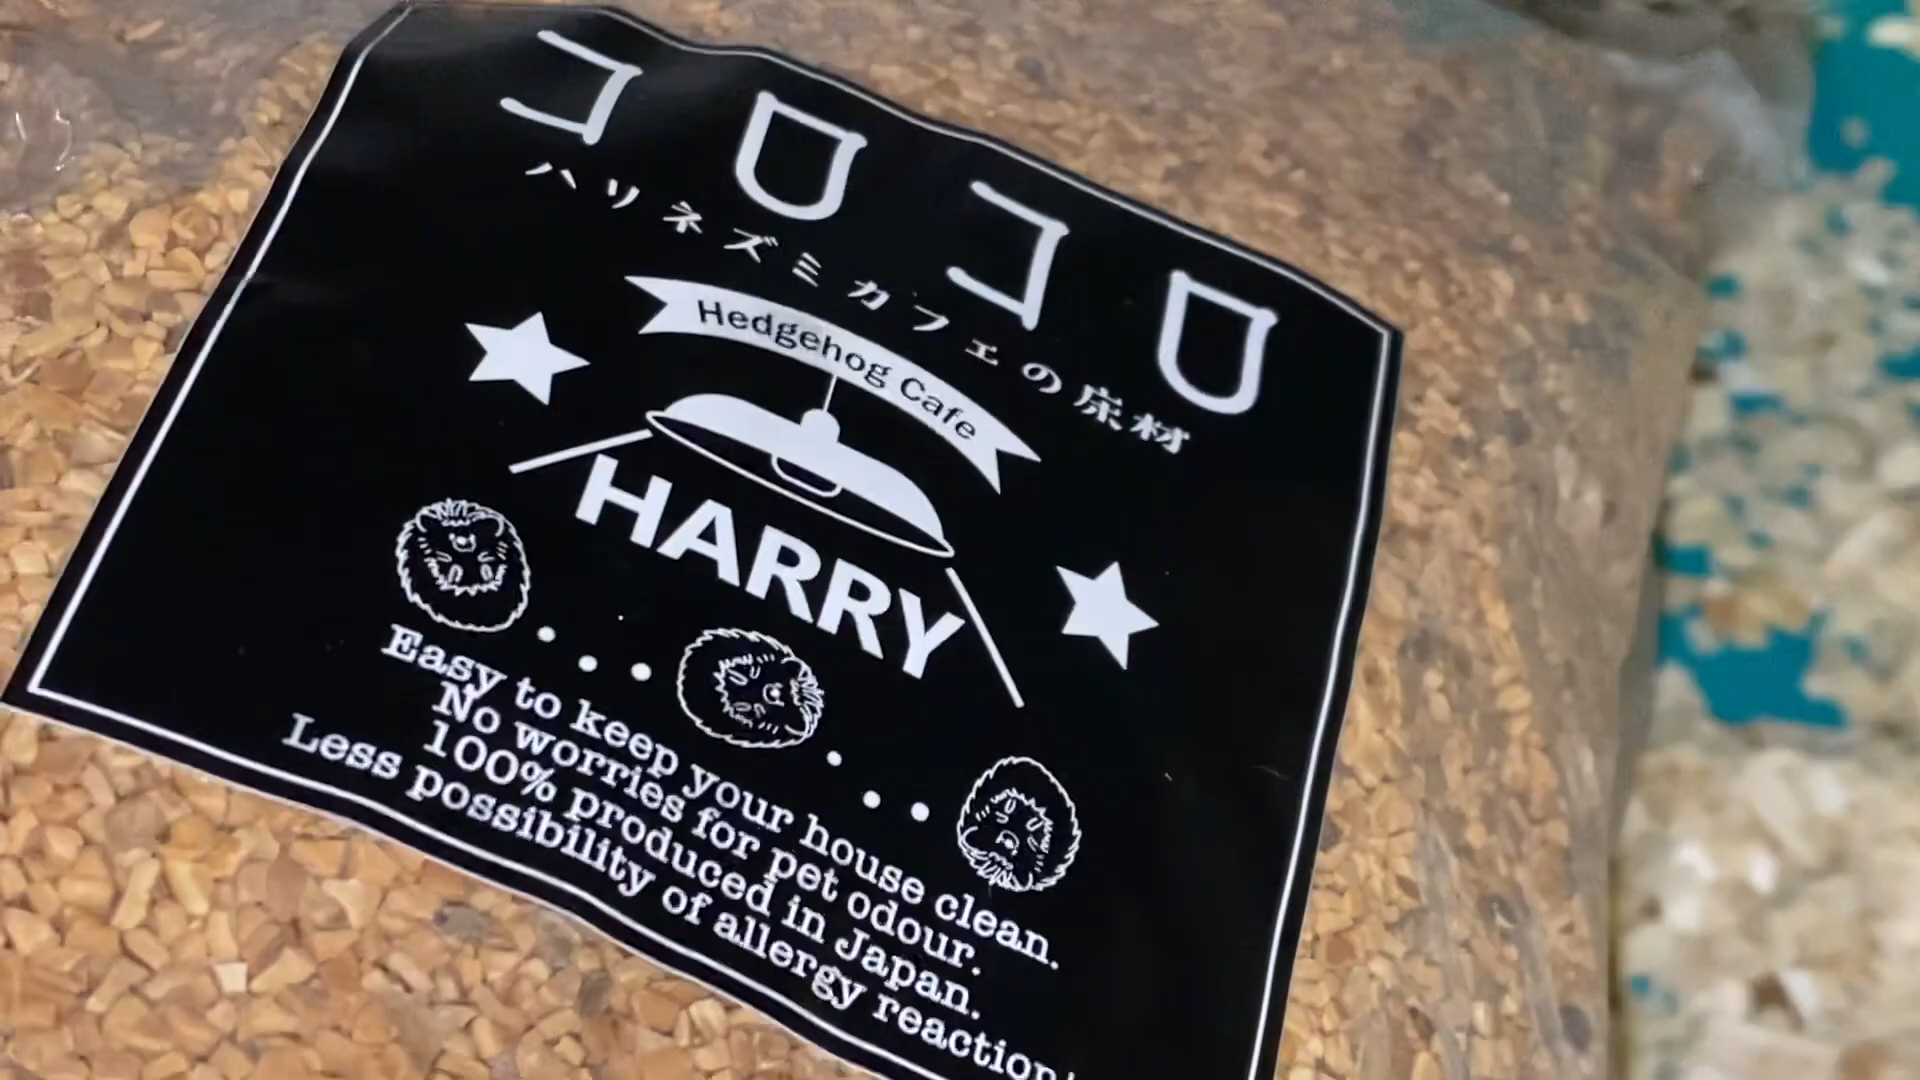 コロコロ
ハリネズミカフェの床材
Hedgehog Cafe
HARRY
Easy to keep your house clean.
No worries for pet odour.
100% produced in Japan.
Less possibility of allergy reaction!